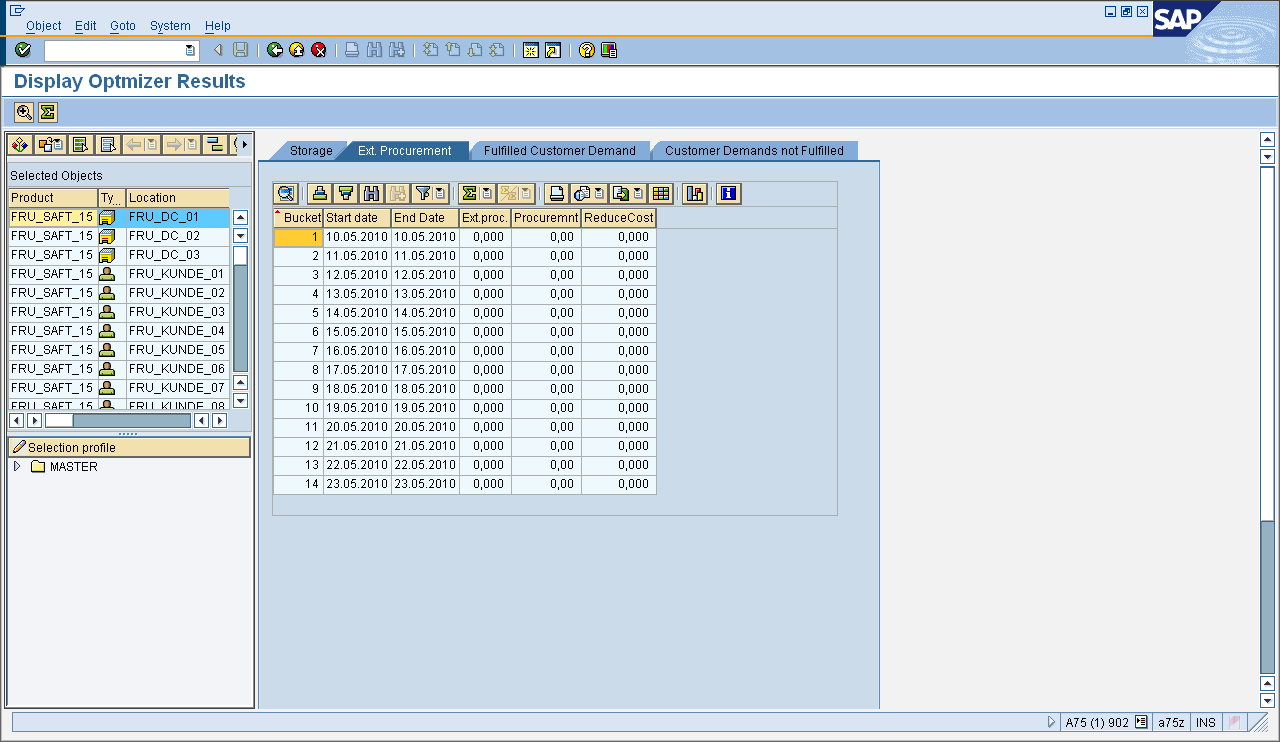 Object Edit Goto System Help
SAP
Display Optmizer Results
Storage Ext. Procurement Fulfilled Customer Demand Customer Demands not Fulfilled
Selected Objects
Product Ty... Location
FRU_SAFT_15 FRU_DC_01
FRU_SAFT_15 FRU_DC_02
FRU_SAFT_15 FRU_DC_03
FRU_SAFT_15 FRU_KUNDE_01
FRU_SAFT_15 FRU_KUNDE_02
FRU_SAFT_15 FRU_KUNDE_03
FRU_SAFT_15 FRU_KUNDE_04
FRU_SAFT_15 FRU_KUNDE_05
FRU_SAFT_15 FRU_KUNDE_06
FRU_SAFT_15 FRU_KUNDE_07
FRU_SAFT_15 FRU_KUNDE_08
Selection profile
MASTER
Bucket Start date End Date Ext.proc. Procuremnt ReduceCost
1 10.05.2010 10.05.2010 0,000 0,00 0,000
2 11.05.2010 11.05.2010 0,000 0,00 0,000
3 12.05.2010 12.05.2010 0,000 0,00 0,000
4 13.05.2010 13.05.2010 0,000 0,00 0,000
5 14.05.2010 14.05.2010 0,000 0,00 0,000
6 15.05.2010 15.05.2010 0,000 0,00 0,000
7 16.05.2010 16.05.2010 0,000 0,00 0,000
8 17.05.2010 17.05.2010 0,000 0,00 0,000
9 18.05.2010 18.05.2010 0,000 0,00 0,000
10 19.05.2010 19.05.2010 0,000 0,00 0,000
11 20.05.2010 20.05.2010 0,000 0,00 0,000
12 21.05.2010 21.05.2010 0,000 0,00 0,000
13 22.05.2010 22.05.2010 0,000 0,00 0,000
14 23.05.2010 23.05.2010 0,000 0,00 0,000
A75 (1) 902 a75z INS